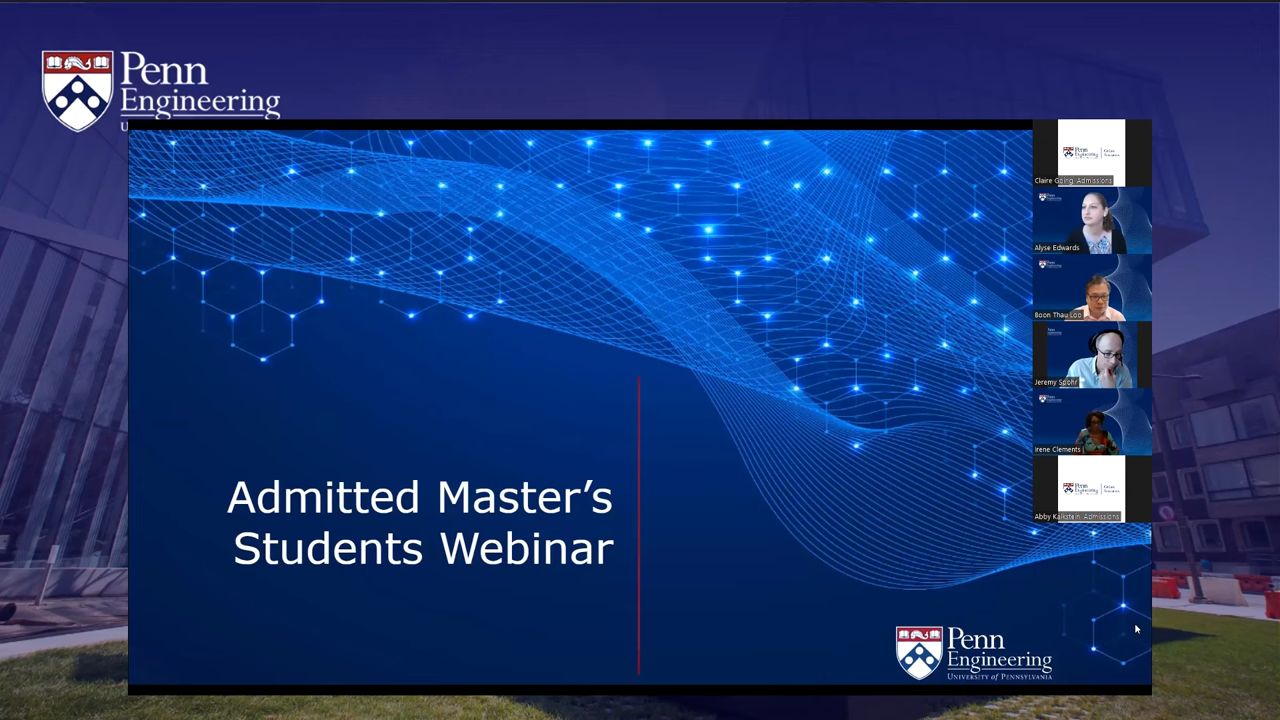 Penn
Engineering
U
Claire Going, Admissions
Alyse Edwards
Boon Thau Loo
Jeremy Spohr
Irene Clements
Abby Kalkstein, Admissions
Admitted Master’s
Students Webinar
Penn
Engineering
UNIVERSITY of PENNSYLVANIA